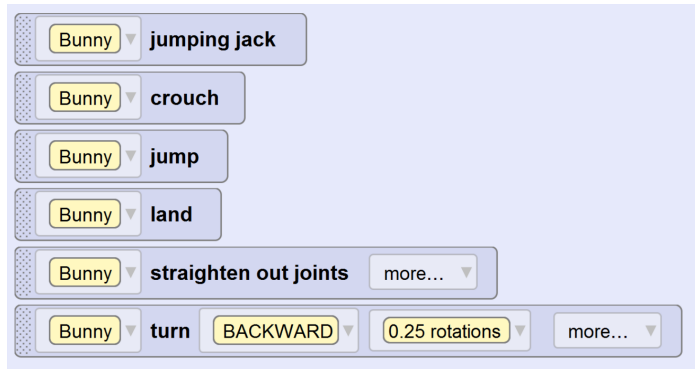 Bunny jumping jack
Bunny crouch
Bunny jump
Bunny land
Bunny straighten out joints more...
Bunny turn BACKWARD 0.25 rotations more...